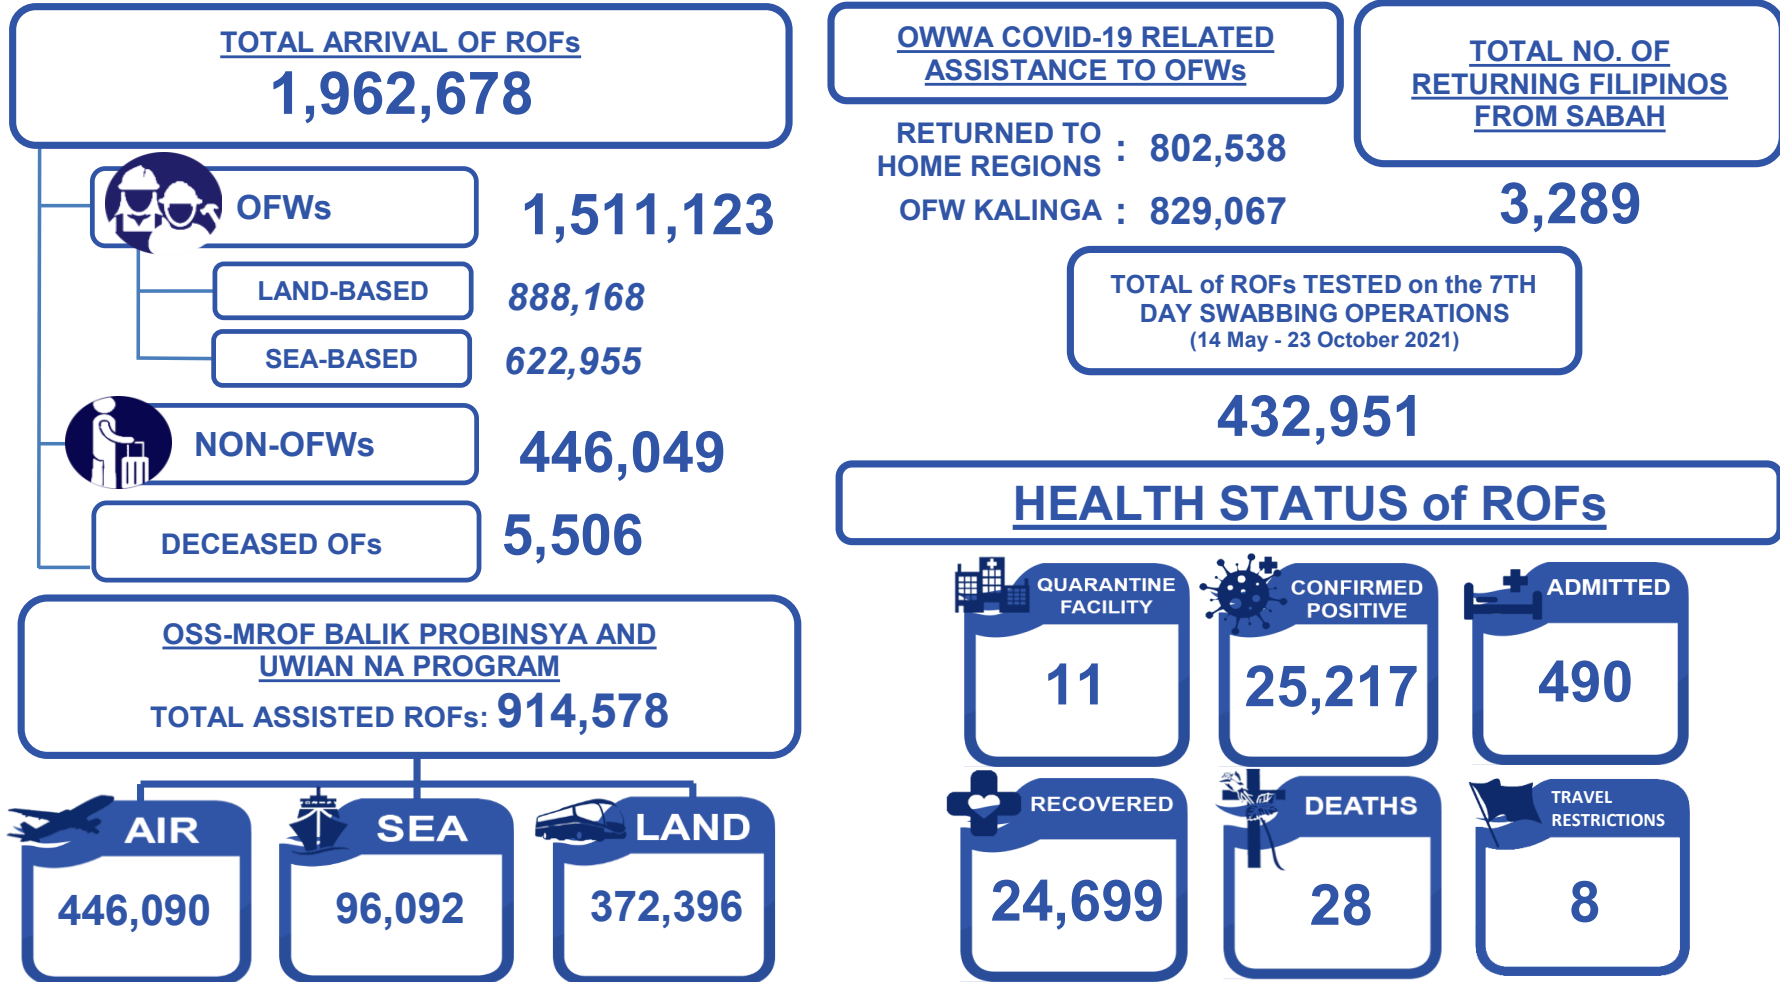 TOTAL ARRIVAL OF ROFs
1,962,678
OFWs
1,511,123
LAND-BASED
888,168
SEA-BASED
622,955
NON-OFWs
446,049
DECEASED OFs
5,506
OSS-MROF BALIK PROBINSYA AND
UWIAN NA PROGRAM
TOTAL ASSISTED ROFs: 914,578
AIR
446,090
SEA
96,092
LAND
372,396
OWWA COVID-19 RELATED
ASSISTANCE TO OFWs
RETURNED TO
HOME REGIONS : 802,538
OFW KALINGA : 829,067
TOTAL NO. OF
RETURNING FILIPINOS
FROM SABAH
3,289
TOTAL of ROFs TESTED on the 7TH
DAY SWABBING OPERATIONS
(14 May - 23 October 2021)
432,951
HEALTH STATUS of ROFs
QUARANTINE
FACILITY
11
CONFIRMED
POSITIVE
25,217
ADMITTED
490
RECOVERED
24,699
DEATHS
28
TRAVEL
RESTRICTIONS
8